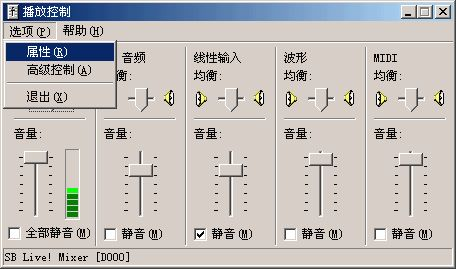 播放控制
选项(P) 帮助(H)
属性(R)
高级控制(A)
退出(X)
音频
线性输入
波形
MIDI
均衡:
均衡:
均衡:
均衡:
音量:
音量:
音量:
音量:
音量:
全部静音(M)
静音(M)
静音(M)
静音(M)
静音(M)
SB Live! Mixer [D000]